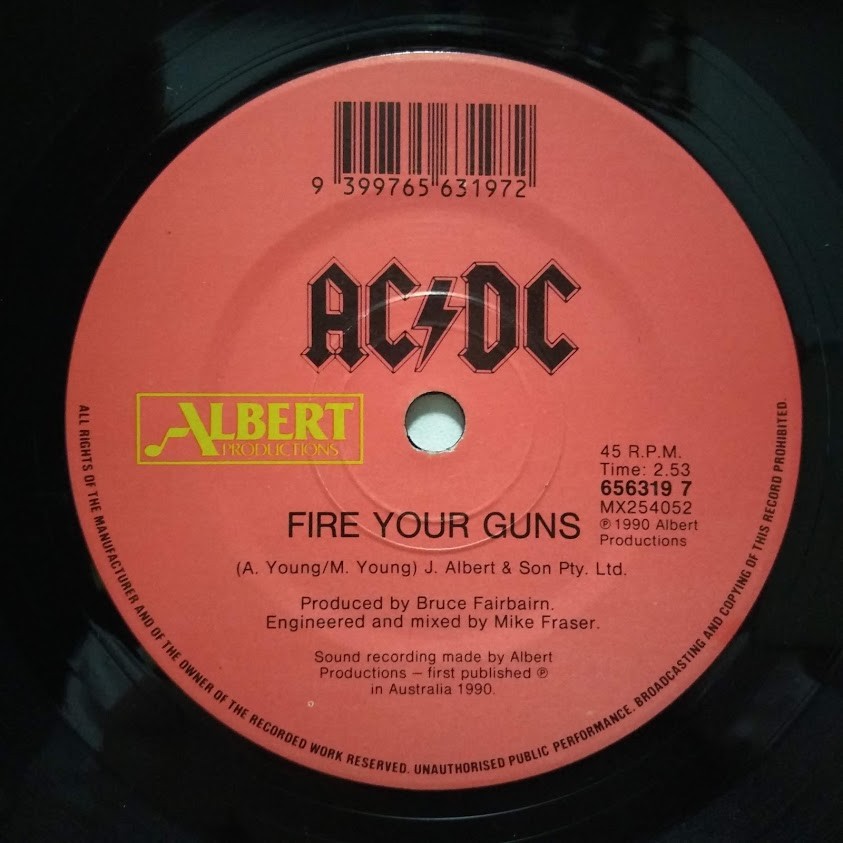 9 399765 631972
AC⚡DC
ALBERT
PRODUCTIONS
45 R.P.M.
Time: 2.53
656319 7
MX254052
℗ 1990 Albert
Productions
FIRE YOUR GUNS
(A. Young/M. Young) J. Albert & Son Pty. Ltd.
Produced by Bruce Fairbairn.
Engineered and mixed by Mike Fraser.
Sound recording made by Albert
Productions – first published ℗
in Australia 1990.
ALL RIGHTS OF THE MANUFACTURER AND OF THE OWNER OF THE RECORDED WORK RESERVED. UNAUTHORISED PUBLIC PERFORMANCE. BROADCASTING AND COPYING OF THIS RECORD PROHIBITED.